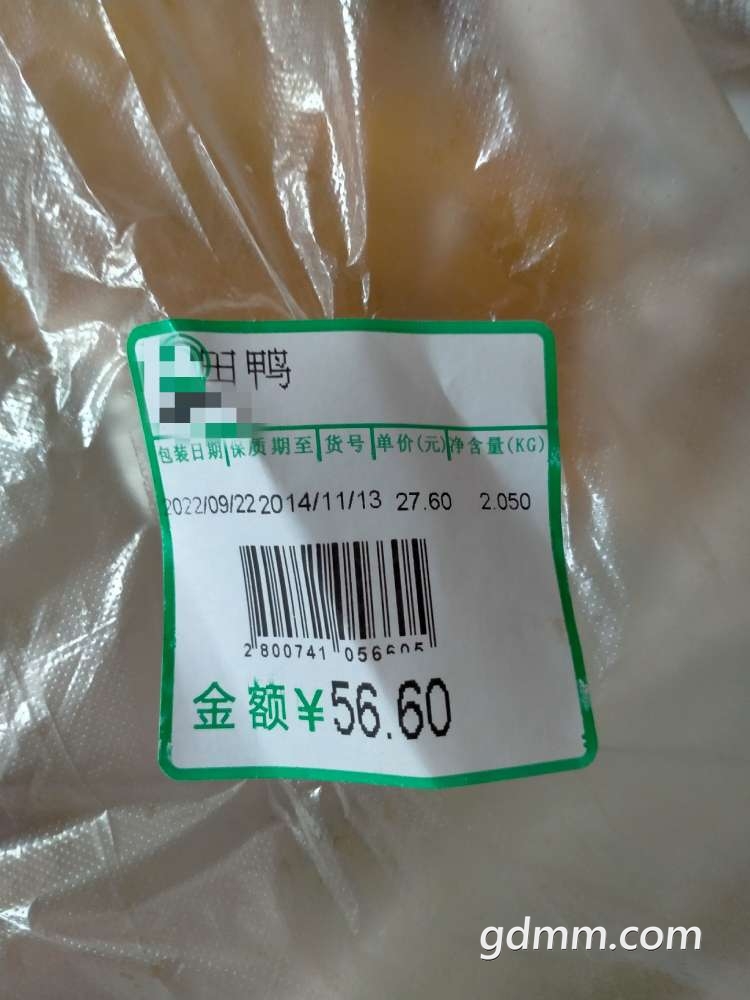 田鸭
包装日期 保质期至 货号 单价(元) 净含量(KG)
2022/09/22 2014/11/13 27.60 2.050
2 800741 056605
金额¥56.60
gdmm.com